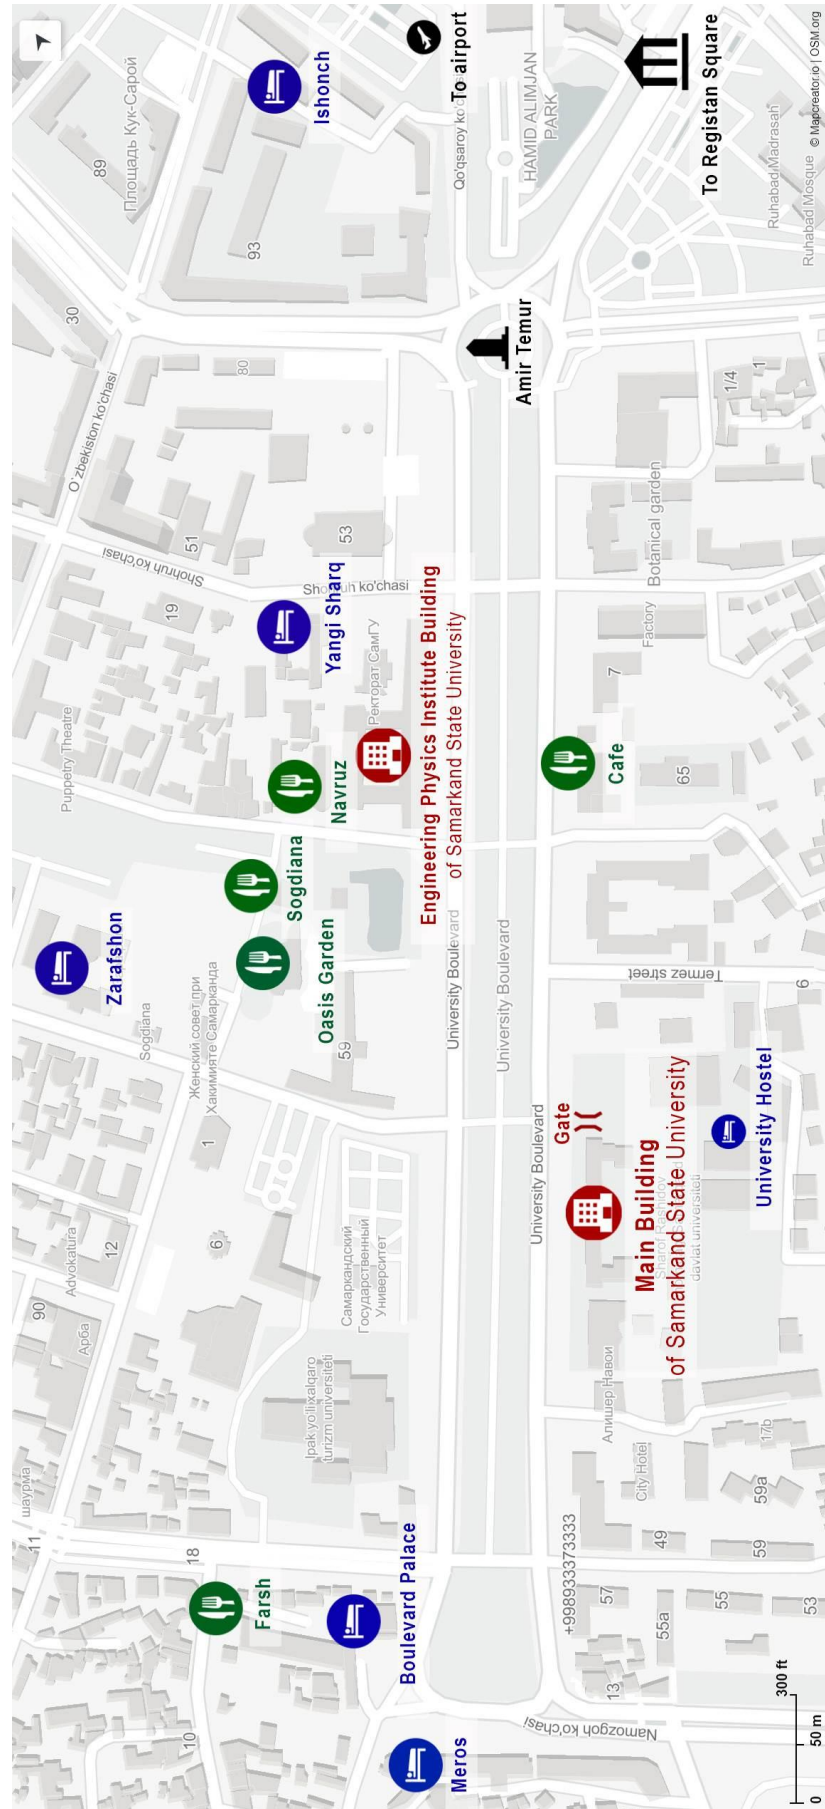 Площадь Кук-Сарой
89
93
30
Ishonch
To airport
Qo'qsaroy ko'c
HAMID ALIMJAN
PARK
To Registan Square
Ruhabad Madrasah
Ruhabad Mosque
© Mapcreator.io | OSM.org
O`zbekiston ko'chasi
80
Amir Temur
1/4
1
51
53
Shohruh ko'chasi
Shohruh ko'chasi
19
Yangi Sharq
Botanical garden
Factory
7
Puppetry Theatre
Ректорат СамГУ
Engineering Physics Institute Building
of Samarkand State University
Navruz
Cafe
65
Sogdiana
Oasis Garden
Zarafshon
Sogdiana
Женский совет при
Хакимияте Самарканда
59
University Boulevard
University Boulevard
University Boulevard
Termez street
6
Gate
Main Building
of Samarkand State University
Sharof Rashidov
davlat universiteti
University Hostel
1
6
12
Advokatura
90
Арба
Самаркандский
Государственный
Университет
Ipak yo'li xalqaro
turizm universiteti
Алишер Навои
City Hotel
17b
59a
шаурма
11
18
Farsh
Boulevard Palace
+998933373333
49
59
57
55a
55
53
13
10
Meros
Namozgoh ko'chasi
300 ft
0
50 m